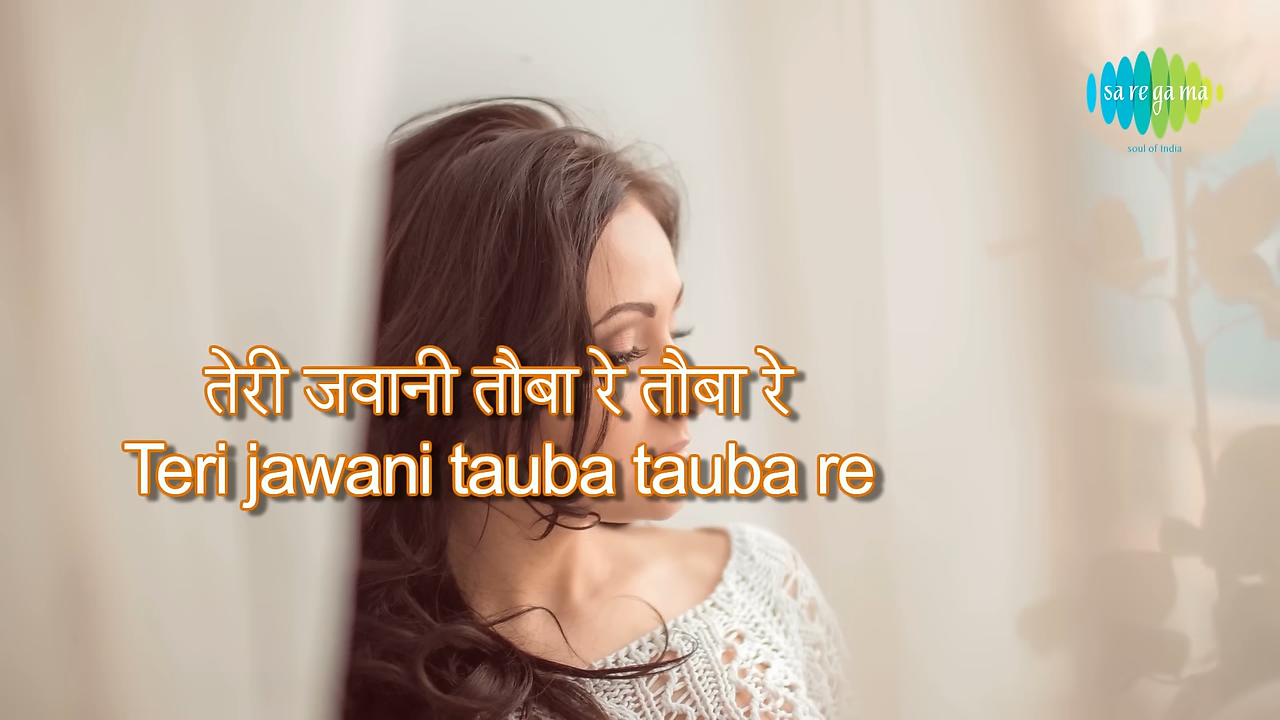 sa re ga ma
soul of India
तेरी जवानी तौबा रे तौबा रे
Teri jawani tauba tauba re